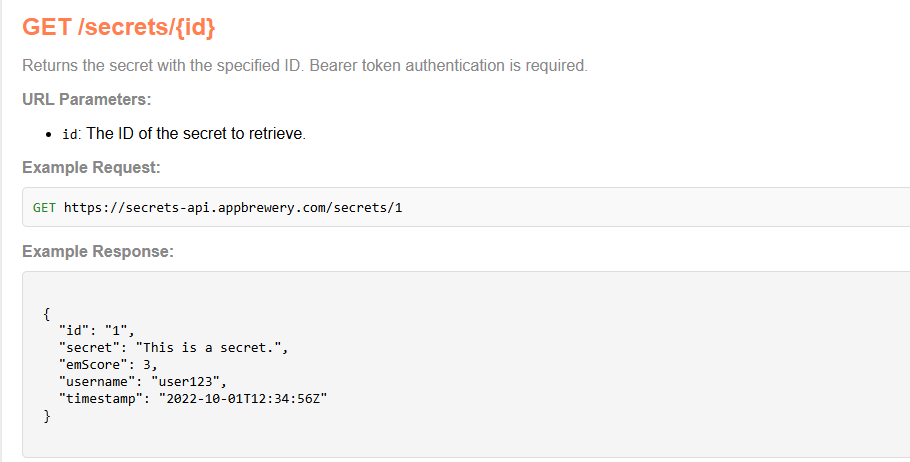 GET /secrets/{id}
Returns the secret with the specified ID. Bearer token authentication is required.
URL Parameters:
• id: The ID of the secret to retrieve.
Example Request:
GET https://secrets-api.appbrewery.com/secrets/1
Example Response:
{
  "id": "1",
  "secret": "This is a secret.",
  "emScore": 3,
  "username": "user123",
  "timestamp": "2022-10-01T12:34:56Z"
}